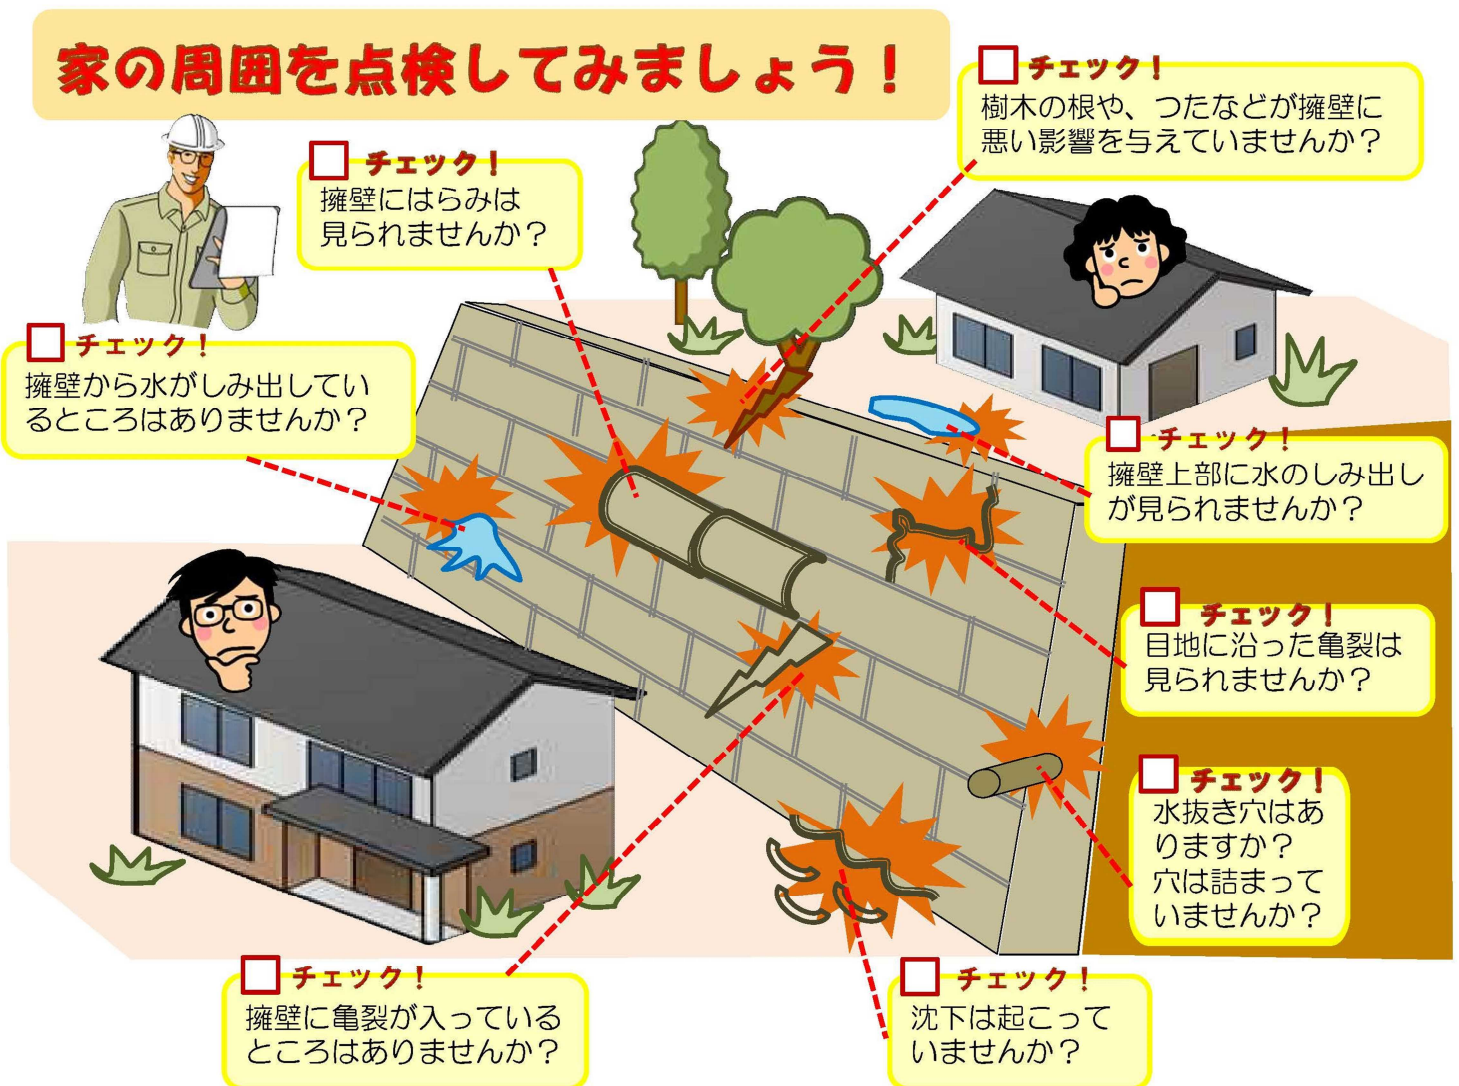 家の周囲を点検してみましょう！
チェック！
樹木の根や、つたなどが擁壁に
悪い影響を与えていませんか？
チェック！
擁壁にはらみは
見られませんか？
チェック！
擁壁から水がしみ出してい
るところはありませんか？
チェック！
擁壁上部に水のしみ出し
が見られませんか？
チェック！
目地に沿った亀裂は
見られませんか？
チェック！
水抜き穴はあ
りますか？
穴は詰まって
いませんか？
チェック！
擁壁に亀裂が入っている
ところはありませんか？
チェック！
沈下は起こって
いませんか？